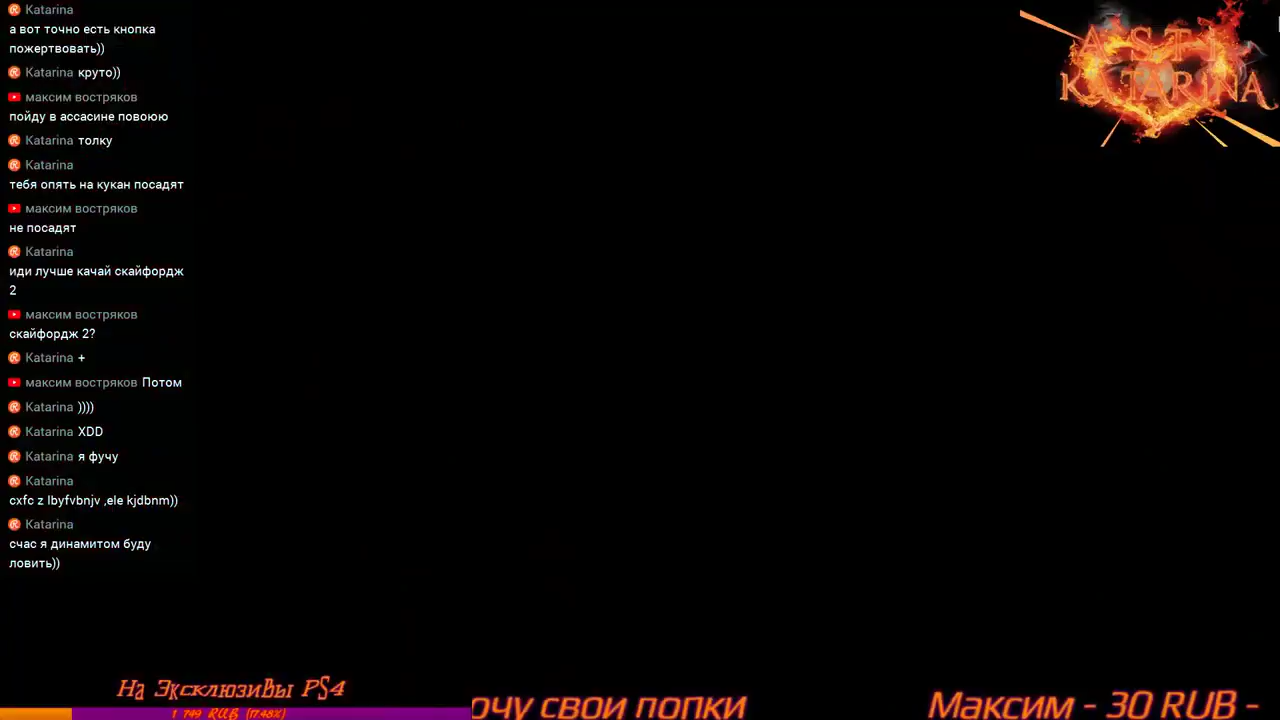 Katarina
а вот точно есть кнопка
пожертвовать))
Katarina круто))
максим востряков
пойду в ассасине повоюю
Katarina толку
Katarina
тебя опять на кукан посадят
максим востряков
не посадят
Katarina
иди лучше качай скайфордж
2
максим востряков
скайфордж 2?
Katarina +
максим востряков Потом
Katarina ))))
Katarina XDD
Katarina я фучу
Katarina
cxfc z lbyfvbnjv ,ele kjdbnm))
Katarina
счас я динамитом буду
ловить))
ASTI
KATARINA
На Эксклюзивы PS4
1 749 RUB (17.48%)
очу свои попки
Максим - 30 RUB -